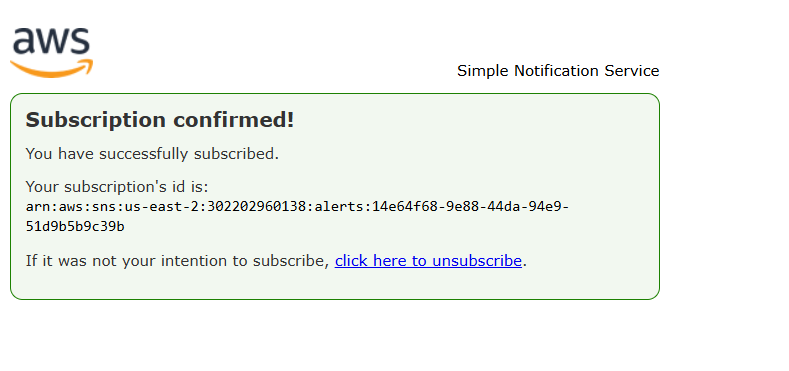 aws
Simple Notification Service
Subscription confirmed!
You have successfully subscribed.
Your subscription's id is:
arn:aws:sns:us-east-2:302202960138:alerts:14e64f68-9e88-44da-94e9-
51d9b5b9c39b
If it was not your intention to subscribe, click here to unsubscribe.